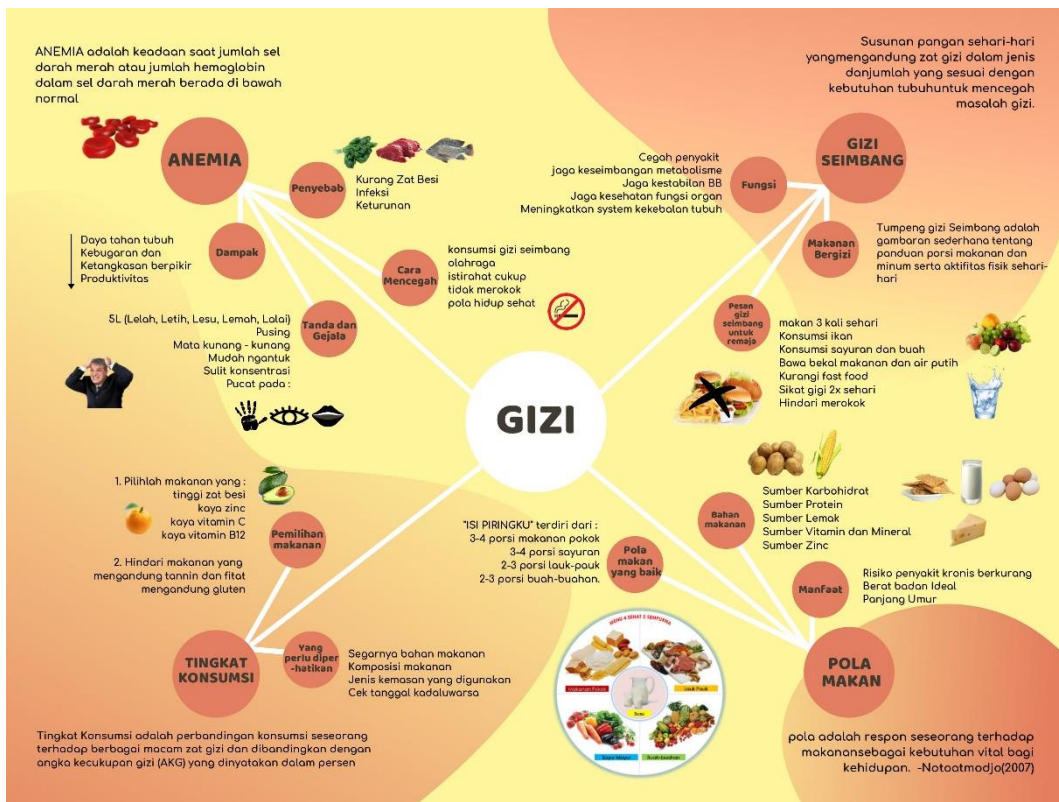 ANEMIA adalah keadaan saat jumlah sel
darah merah atau jumlah hemoglobin
dalam sel darah merah berada di bawah
normal
ANEMIA
Penyebab
Kurang Zat Besi
Infeksi
Keturunan
Dampak
Daya tahan tubuh
Kebugaran dan
Ketangkasan berpikir
Produktivitas
Cara
Mencegah
konsumsi gizi seimbang
olahraga
istirahat cukup
tidak merokok
pola hidup sehat
Tanda dan
Gejala
5L (Lelah, Letih, Lesu, Lemah, Lalai)
Pusing
Mata kunang - kunang
Mudah ngantuk
Sulit konsentrasi
Pucat pada :
Susunan pangan sehari-hari
yangmengandung zat gizi dalam jenis
danjumlah yang sesuai dengan
kebutuhan tubuhuntuk mencegah
masalah gizi.
GIZI
SEIMBANG
Fungsi
Cegah penyakit
jaga keseimbangan metabolisme
Jaga kestabilan BB
Jaga kesehatan fungsi organ
Meningkatkan system kekebalan tubuh
Makanan
Bergizi
Tumpeng gizi Seimbang adalah
gambaran sederhana tentang
panduan porsi makanan dan
minum serta aktifitas fisik sehari-
hari
Pesan
gizi
seimbang
untuk
remaja
makan 3 kali sehari
Konsumsi ikan
Konsumsi sayuran dan buah
Bawa bekal makanan dan air putih
Kurangi fast food
Sikat gigi 2x sehari
Hindari merokok
GIZI
1. Pilihlah makanan yang :
tinggi zat besi
kaya zinc
kaya vitamin C
kaya vitamin B12
2. Hindari makanan yang
mengandung tannin dan fitat
mengandung gluten
Pemilihan
makanan
TINGKAT
KONSUMSI
Yang
perlu diper
-hatikan
Segarnya bahan makanan
Komposisi makanan
Jenis kemasan yang digunakan
Cek tanggal kadaluwarsa
Tingkat Konsumsi adalah perbandingan konsumsi seseorang
terhadap berbagai macam zat gizi dan dibandingkan dengan
angka kecukupan gizi (AKG) yang dinyatakan dalam persen
"ISI PIRINGKU" terdiri dari :
3-4 porsi makanan pokok
3-4 porsi sayuran
2-3 porsi lauk-pauk
2-3 porsi buah-buahan.
Pola
makan
yang baik
MENU 4 SEHAT 5 SEMPURNA
Makanan Pokok
Lauk Pauk
Susu
Sayur Mayur
Buah-buahan
Bahan
makanan
Sumber Karbohidrat
Sumber Protein
Sumber Lemak
Sumber Vitamin dan Mineral
Sumber Zinc
Manfaat
Risiko penyakit kronis berkurang
Berat badan Ideal
Panjang Umur
POLA
MAKAN
pola adalah respon seseorang terhadap
makanansebagai kebutuhan vital bagi
kehidupan. -Notoatmodjo(2007)